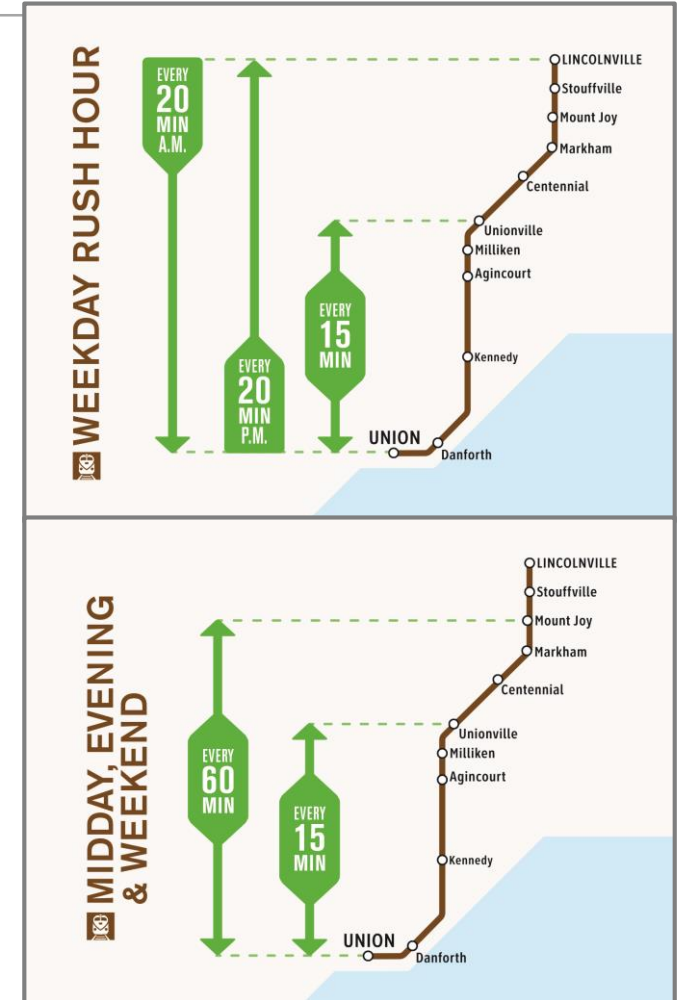 WEEKDAY RUSH HOUR
EVERY
20
MIN
A.M.
EVERY
20
MIN
P.M.
EVERY
15
MIN
LINCOLNVILLE
Stouffville
Mount Joy
Markham
Centennial
Unionville
Milliken
Agincourt
Kennedy
UNION
Danforth
MIDDAY, EVENING
& WEEKEND
EVERY
60
MIN
EVERY
15
MIN
LINCOLNVILLE
Stouffville
Mount Joy
Markham
Centennial
Unionville
Milliken
Agincourt
Kennedy
UNION
Danforth